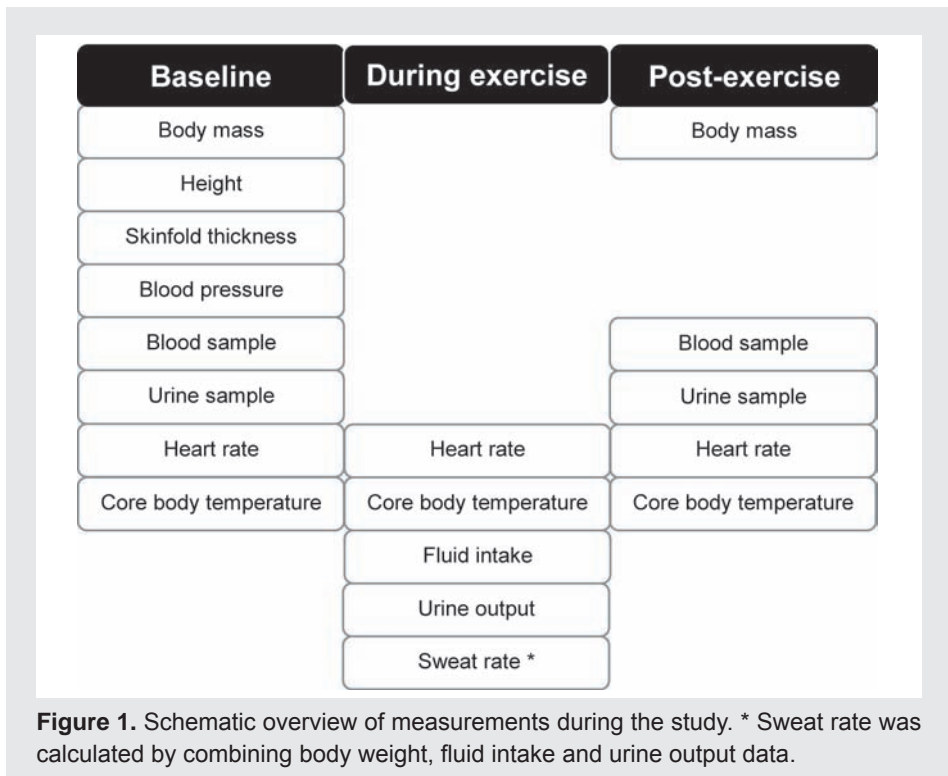 Baseline During exercise Post-exercise
Body mass Body mass
Height
Skinfold thickness
Blood pressure
Blood sample Blood sample
Urine sample Urine sample
Heart rate Heart rate Heart rate
Core body temperature Core body temperature Core body temperature
Fluid intake
Urine output
Sweat rate *
Figure 1. Schematic overview of measurements during the study. * Sweat rate was
calculated by combining body weight, fluid intake and urine output data.